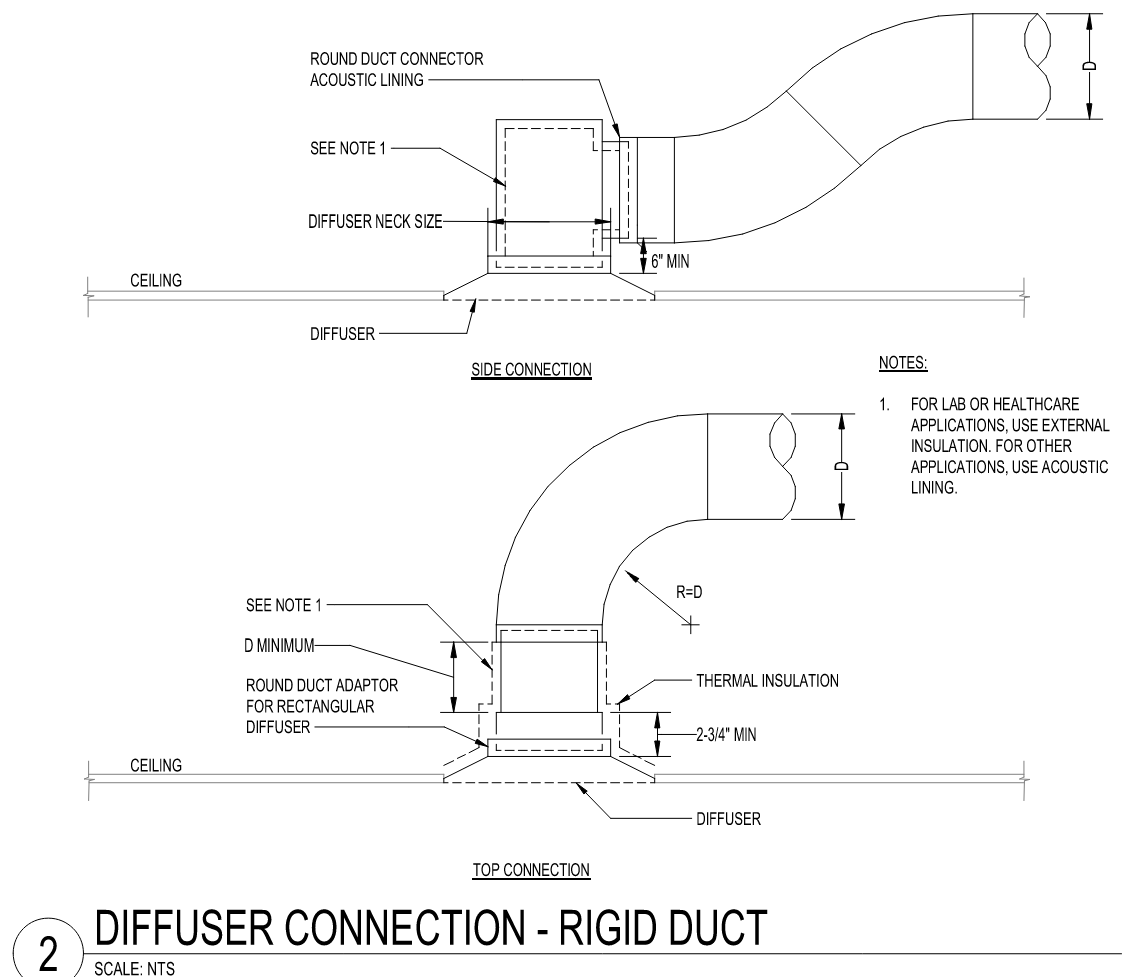 ROUND DUCT CONNECTOR
ACOUSTIC LINING
D
SEE NOTE 1
DIFFUSER NECK SIZE
6" MIN
CEILING
DIFFUSER
SIDE CONNECTION
NOTES:
1. FOR LAB OR HEALTHCARE
APPLICATIONS, USE EXTERNAL
INSULATION. FOR OTHER
APPLICATIONS, USE ACOUSTIC
LINING.
D
R=D
SEE NOTE 1
D MINIMUM
ROUND DUCT ADAPTOR
FOR RECTANGULAR
DIFFUSER
THERMAL INSULATION
2-3/4" MIN
CEILING
DIFFUSER
TOP CONNECTION
2
DIFFUSER CONNECTION - RIGID DUCT
SCALE: NTS